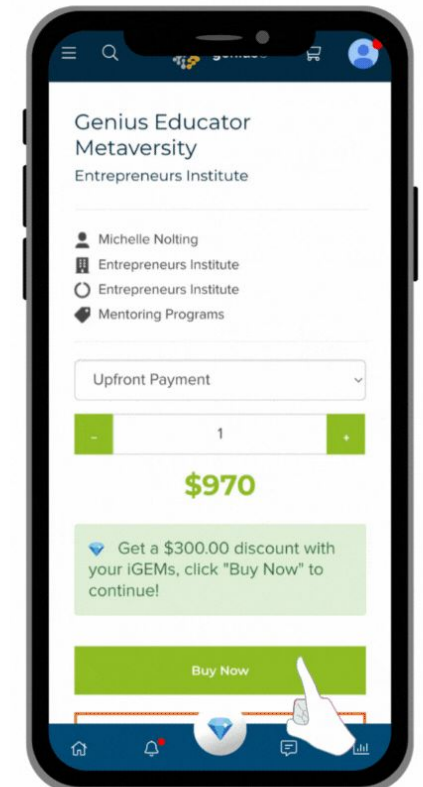 Genius Educator
Metaversity
Entrepreneurs Institute
Michelle Nolting
Entrepreneurs Institute
Entrepreneurs Institute
Mentoring Programs
Upfront Payment
- 1 +
$970
Get a $300.00 discount with
your iGEMs, click "Buy Now" to
continue!
Buy Now